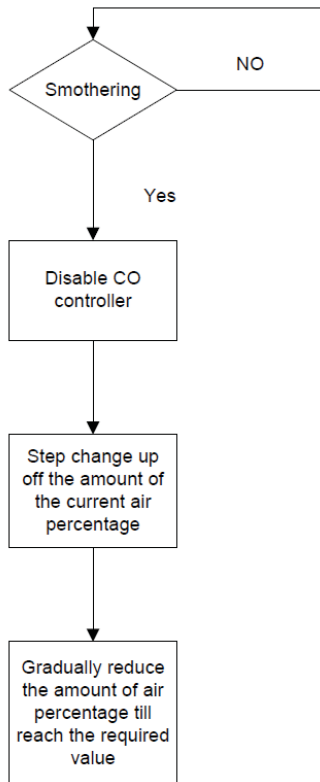 Smothering
NO
Yes
Disable CO
controller
Step change up
off the amount of
the current air
percentage
Gradually reduce
the amount of air
percentage till
reach the required
value